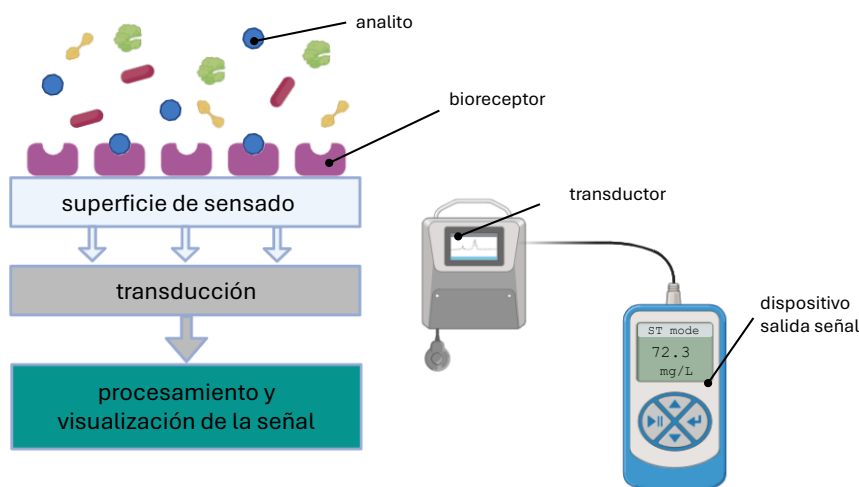 analito
bioreceptor
superficie de sensado
transducción
procesamiento y
visualización de la señal
transductor
dispositivo
salida señal
ST mode
72.3
mg/L